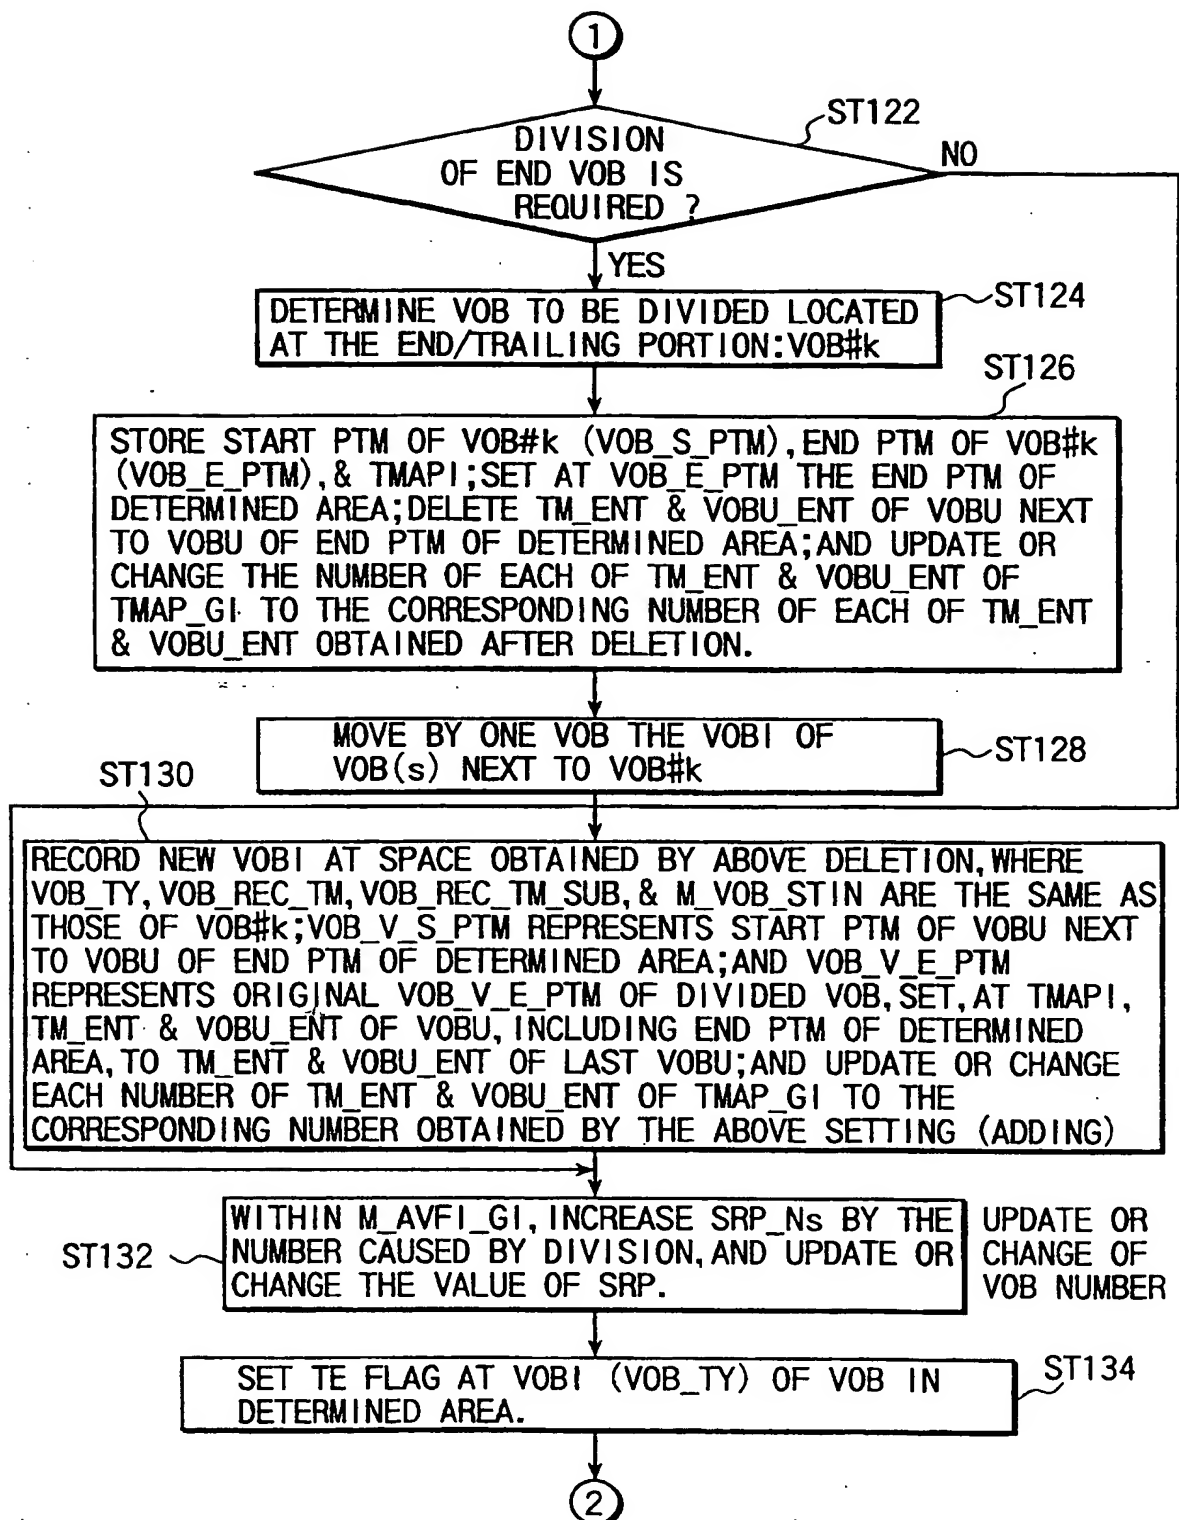 1
ST122
DIVISION
OF END VOB IS
REQUIRED ?
NO
YES
ST124
DETERMINE VOB TO BE DIVIDED LOCATED
AT THE END/TRAILING PORTION:VOB#k
ST126
STORE START PTM OF VOB#k (VOB_S_PTM),END PTM OF VOB#k
(VOB_E_PTM),& TMAPI;SET AT VOB_E_PTM THE END PTM OF
DETERMINED AREA;DELETE TM_ENT & VOBU_ENT OF VOBU NEXT
TO VOBU OF END PTM OF DETERMINED AREA;AND UPDATE OR
CHANGE THE NUMBER OF EACH OF TM_ENT & VOBU_ENT OF
TMAP_GI TO THE CORRESPONDING NUMBER OF EACH OF TM_ENT
& VOBU_ENT OBTAINED AFTER DELETION.
MOVE BY ONE VOB THE VOBI OF
VOB(s) NEXT TO VOB#k
ST128
ST130
RECORD NEW VOBI AT SPACE OBTAINED BY ABOVE DELETION,WHERE
VOB_TY,VOB_REC_TM,VOB_REC_TM_SUB,& M_VOB_STIN ARE THE SAME AS
THOSE OF VOB#k;VOB_V_S_PTM REPRESENTS START PTM OF VOBU NEXT
TO VOBU OF END PTM OF DETERMINED AREA;AND VOB_V_E_PTM
REPRESENTS ORIGINAL VOB_V_E_PTM OF DIVIDED VOB,SET,AT TMAPI,
TM_ENT & VOBU_ENT OF VOBU,INCLUDING END PTM OF DETERMINED
AREA,TO TM_ENT & VOBU_ENT OF LAST VOBU;AND UPDATE OR CHANGE
EACH NUMBER OF TM_ENT & VOBU_ENT OF TMAP_GI TO THE
CORRESPONDING NUMBER OBTAINED BY THE ABOVE SETTING (ADDING)
ST132
WITHIN M_AVFI_GI,INCREASE SRP_Ns BY THE
NUMBER CAUSED BY DIVISION,AND UPDATE OR
CHANGE THE VALUE OF SRP.
UPDATE OR
CHANGE OF
VOB NUMBER
SET TE FLAG AT VOBI (VOB_TY) OF VOB IN
DETERMINED AREA.
ST134
2